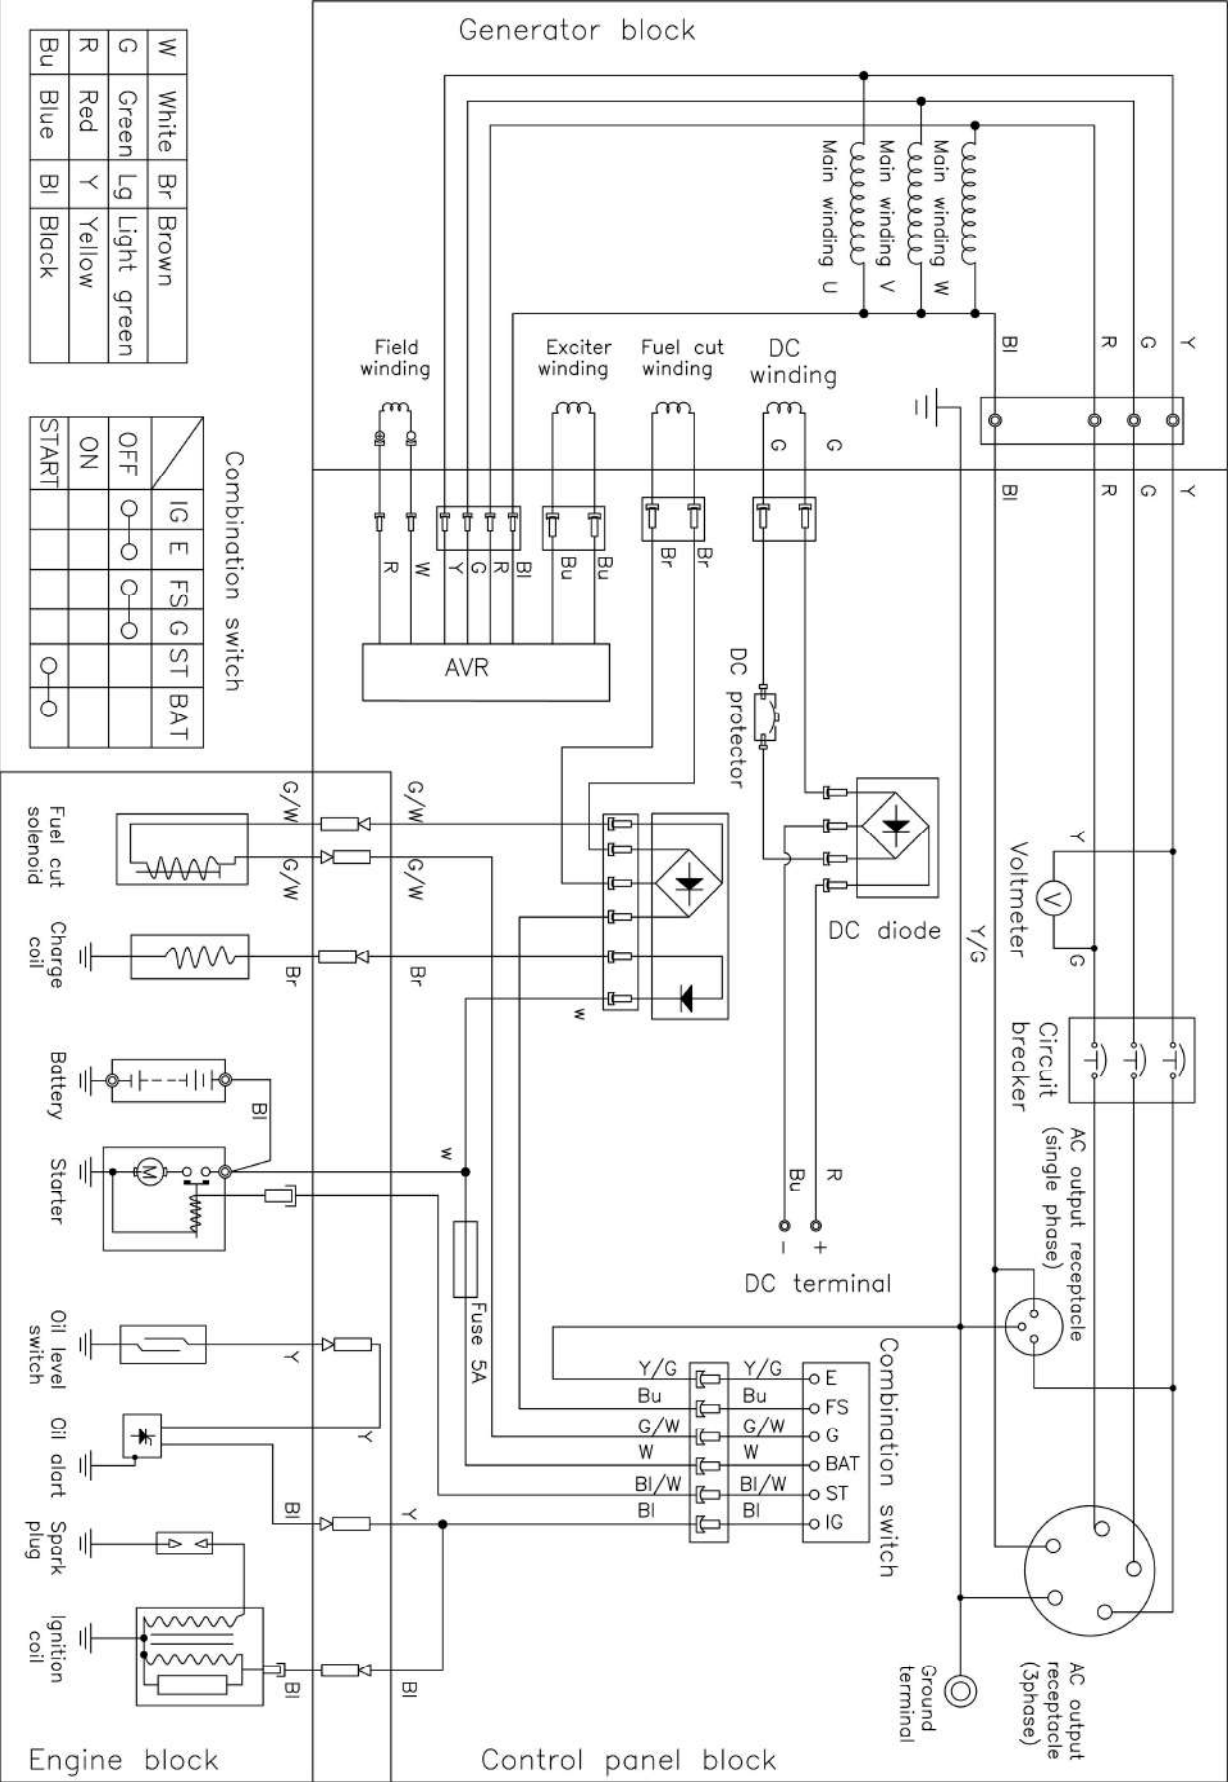 Generator block
W White Br Brown
G Green Lg Light green
R Red Y Yellow
Bu Blue Bl Black
Main winding U
Main winding V
Main winding W
Field
winding
Exciter
winding
Fuel cut
winding
DC
winding
G
G
Bl
R
G
Y
Bl
R
G
Y
Combination switch
IG E FS G ST BAT
OFF
ON
START
R
W
Y
G
R
Bl
Bu
Bu
Br
Br
AVR
DC protector
DC diode
Voltmeter
V
Y
G
Y/G
Circuit
breaker
Fuel cut
solenoid
G/W
G/W
G/W
G/W
Charge
coil
Br
Br
w
Battery
Bl
Starter
M
w
Fuse 5A
R
Bu
+
−
DC terminal
AC output receptacle
(single phase)
Oil level
switch
Y
Oil alart
Y
Bl
Y
Spark
plug
Ignition
coil
Bl
Bl
Combination switch
Y/G Y/G E
Bu Bu FS
G/W G/W G
W W BAT
Bl/W Bl/W ST
Bl Bl IG
Ground
terminal
AC output
receptacle
(3phase)
Engine block
Control panel block